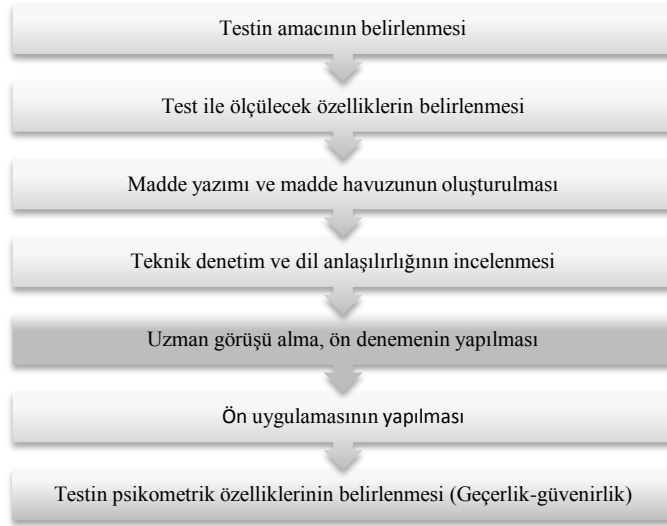 Testin amacının belirlenmesi
Test ile ölçülecek özelliklerin belirlenmesi
Madde yazımı ve madde havuzunun oluşturulması
Teknik denetim ve dil anlaşılırlığının incelenmesi
Uzman görüşü alma, ön denemenin yapılması
Ön uygulamasının yapılması
Testin psikometrik özelliklerinin belirlenmesi (Geçerlik-güvenirlik)